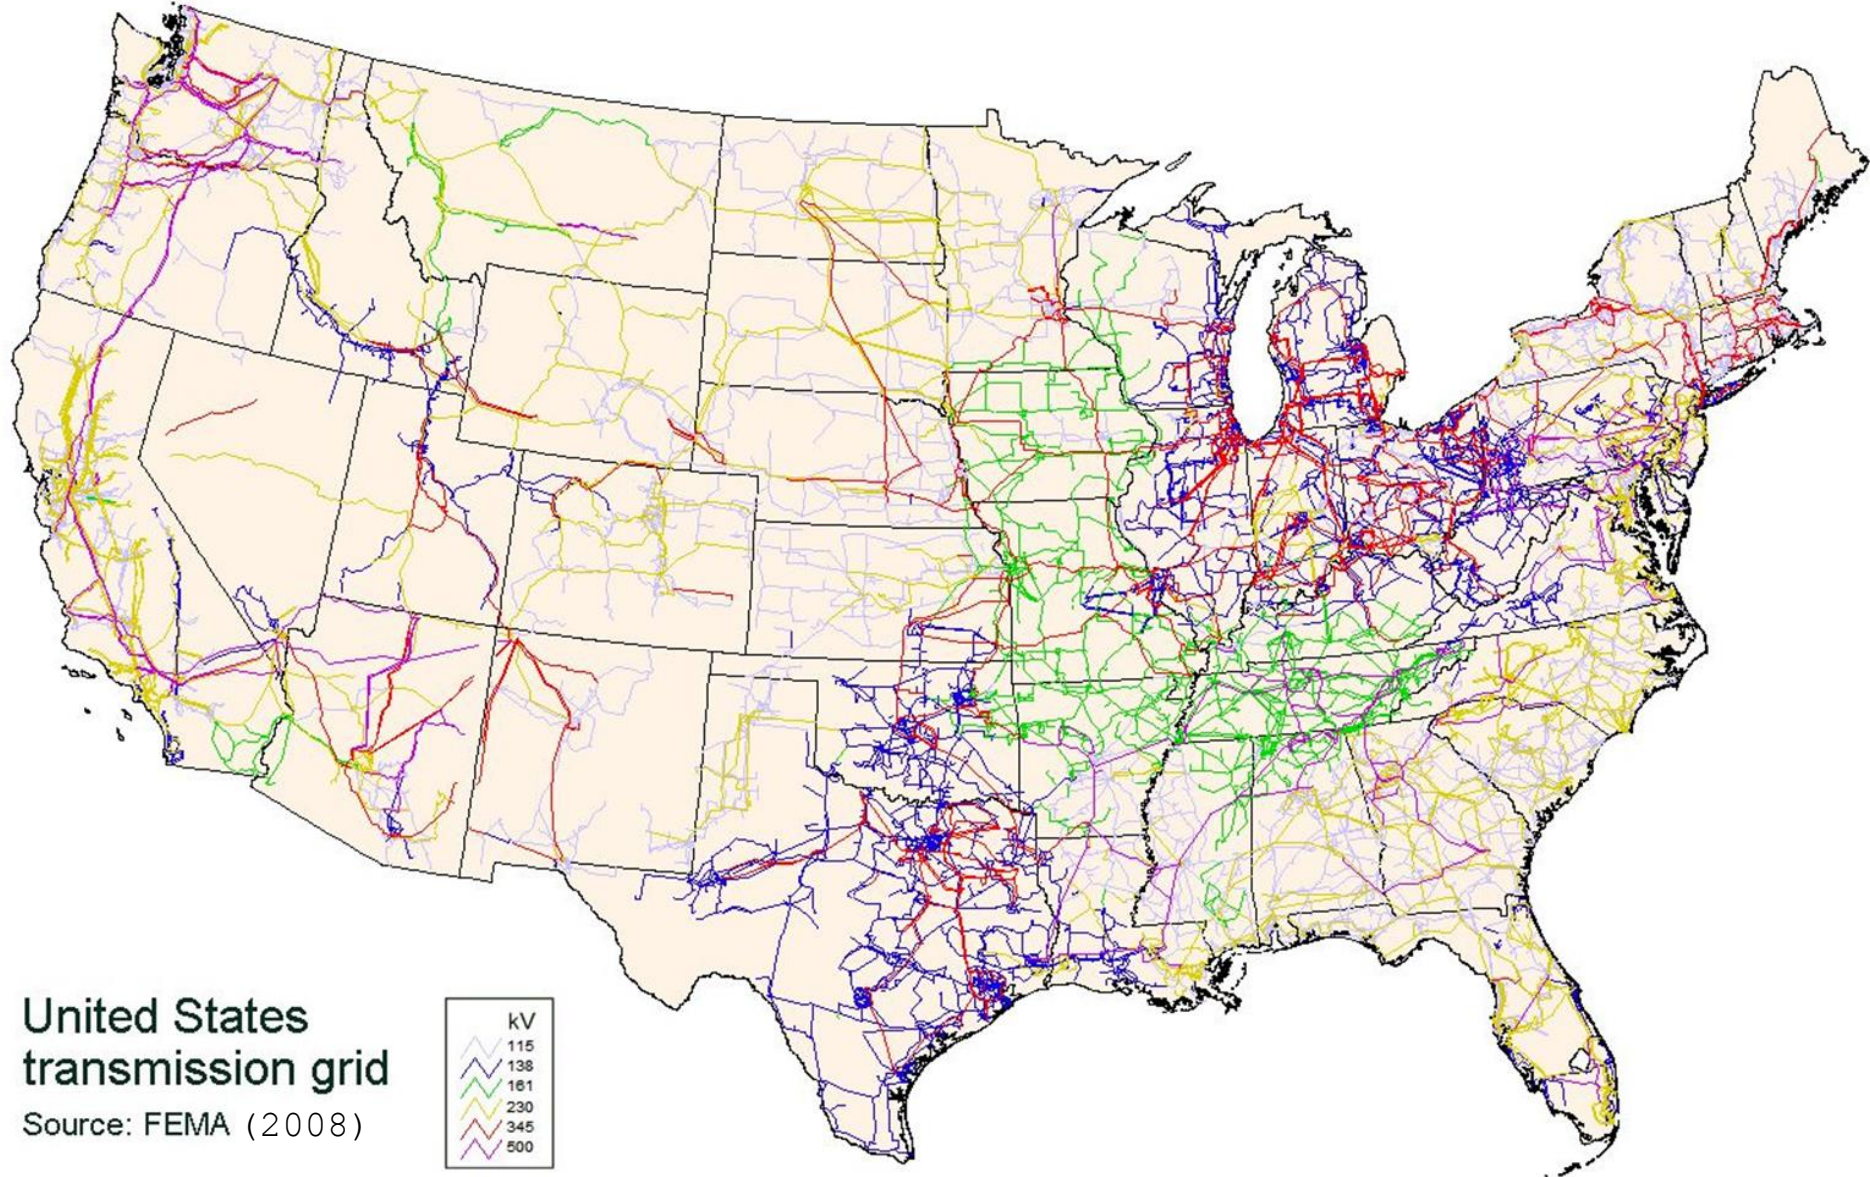 United States
transmission grid
Source: FEMA (2008)
kV
115
138
161
230
345
500